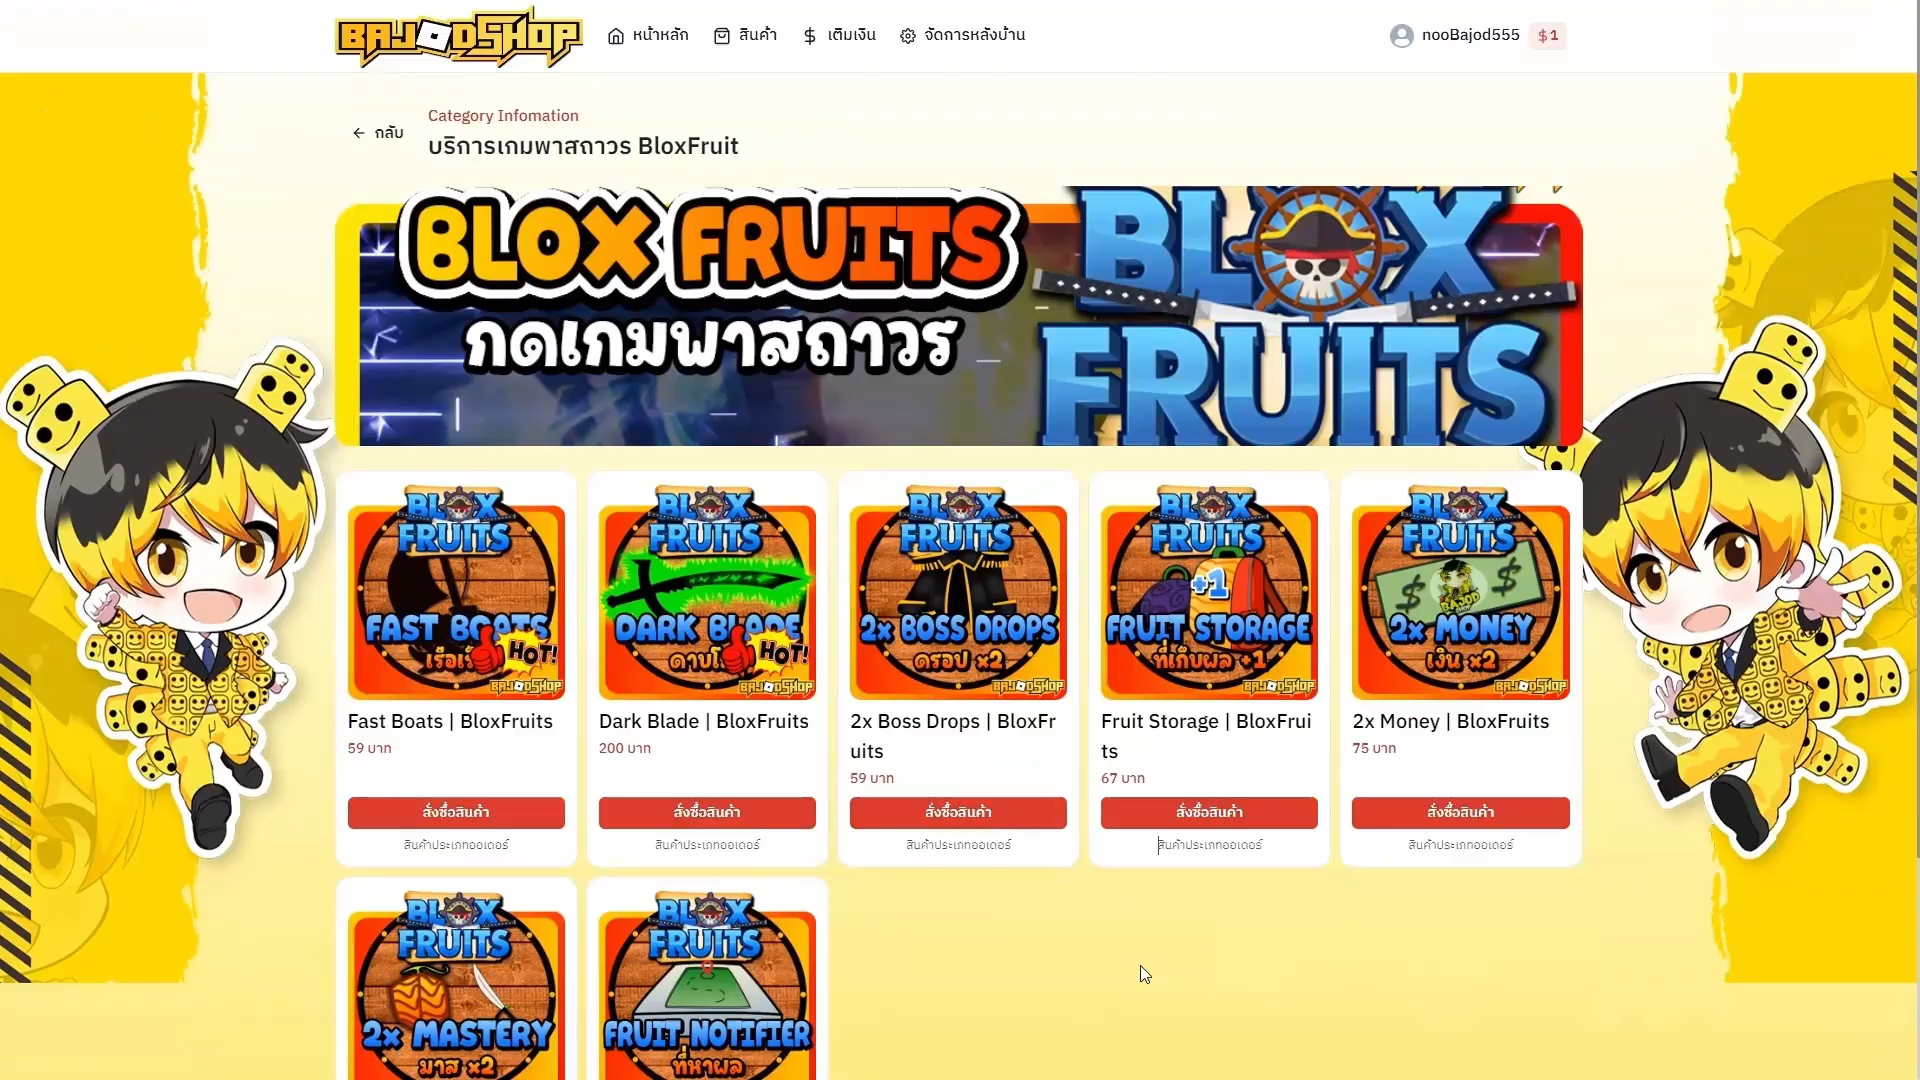 BAJODSHOP
หน้าหลัก
สินค้า
เติมเงิน
จัดการหลังบ้าน
nooBajod555
$1
กลับ
Category Infomation
บริการเกมพาสถาวร BloxFruit
BLOX FRUITS
กดเกมพาสถาวร
BLOX
FRUITS
BLOX
FRUITS
FAST BOATS
HOT!
BAJODSHOP
Fast Boats | BloxFruits
59 บาท
สั่งซื้อสินค้า
สินค้าประเภทออเดอร์
BLOX
FRUITS
DARK BLADE
HOT!
BAJODSHOP
Dark Blade | BloxFruits
200 บาท
สั่งซื้อสินค้า
สินค้าประเภทออเดอร์
BLOX
FRUITS
2x BOSS DROPS
ดรอป x2
BAJODSHOP
2x Boss Drops | BloxFr
uits
59 บาท
สั่งซื้อสินค้า
สินค้าประเภทออเดอร์
BLOX
FRUITS
+1
FRUIT STORAGE
ที่เก็บผล +1
BAJODSHOP
Fruit Storage | BloxFrui
ts
67 บาท
สั่งซื้อสินค้า
สินค้าประเภทออเดอร์
BLOX
FRUITS
$ $
BAJOD
2x MONEY
เงิน x2
BAJODSHOP
2x Money | BloxFruits
75 บาท
สั่งซื้อสินค้า
สินค้าประเภทออเดอร์
BLOX
FRUITS
2x MASTERY
มาส x2
BLOX
FRUITS
FRUIT NOTIFIER
ที่หาผล